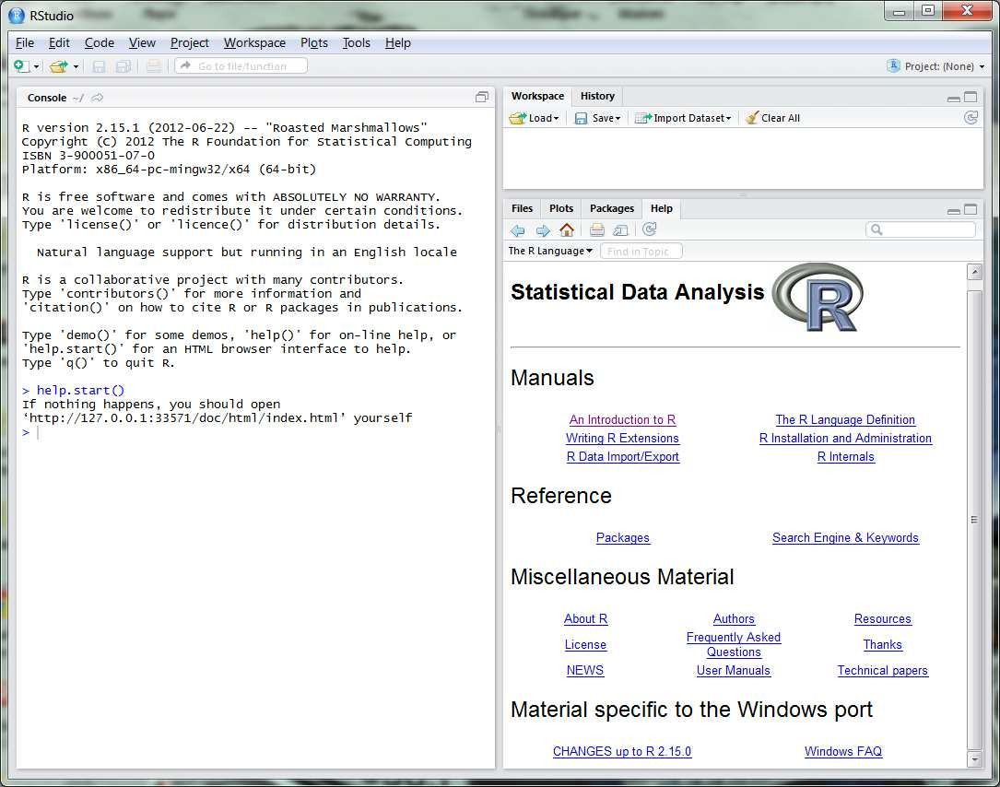 RStudio
File Edit Code View Project Workspace Plots Tools Help
Go to file/function
Project: (None)
Console ~/
R version 2.15.1 (2012-06-22) -- "Roasted Marshmallows"
Copyright (C) 2012 The R Foundation for Statistical Computing
ISBN 3-900051-07-0
Platform: x86_64-pc-mingw32/x64 (64-bit)
R is free software and comes with ABSOLUTELY NO WARRANTY.
You are welcome to redistribute it under certain conditions.
Type 'license()' or 'licence()' for distribution details.
Natural language support but running in an English locale
R is a collaborative project with many contributors.
Type 'contributors()' for more information and
'citation()' on how to cite R or R packages in publications.
Type 'demo()' for some demos, 'help()' for on-line help, or
'help.start()' for an HTML browser interface to help.
Type 'q()' to quit R.
> help.start()
If nothing happens, you should open
‘http://127.0.0.1:33571/doc/html/index.html’ yourself
>
Workspace History
Load Save Import Dataset Clear All
Files Plots Packages Help
The R Language Find in Topic
Statistical Data Analysis R
Manuals
An Introduction to R The R Language Definition
Writing R Extensions R Installation and Administration
R Data Import/Export R Internals
Reference
Packages Search Engine & Keywords
Miscellaneous Material
About R Authors Resources
License Frequently Asked Questions Thanks
NEWS User Manuals Technical papers
Material specific to the Windows port
CHANGES up to R 2.15.0 Windows FAQ